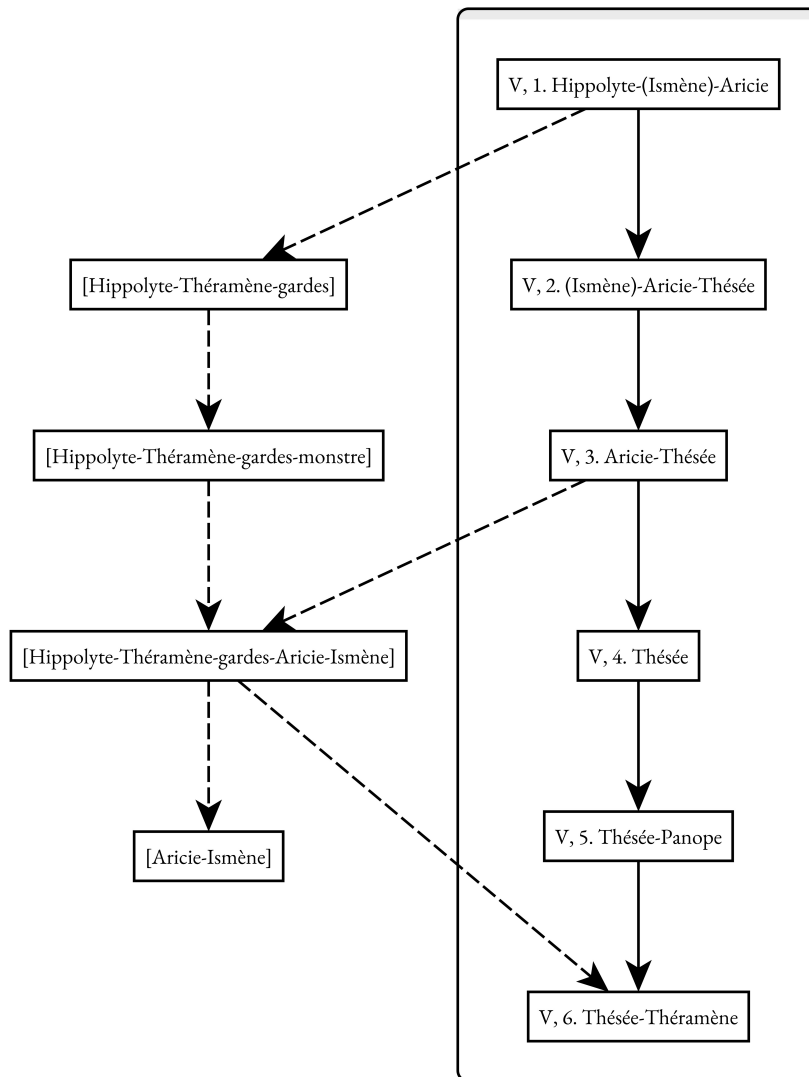 V, 1. Hippolyte-(Ismène)-Aricie
[Hippolyte-Théramène-gardes]
V, 2. (Ismène)-Aricie-Thésée
[Hippolyte-Théramène-gardes-monstre]
V, 3. Aricie-Thésée
[Hippolyte-Théramène-gardes-Aricie-Ismène]
V, 4. Thésée
V, 5. Thésée-Panope
[Aricie-Ismène]
V, 6. Thésée-Théramène